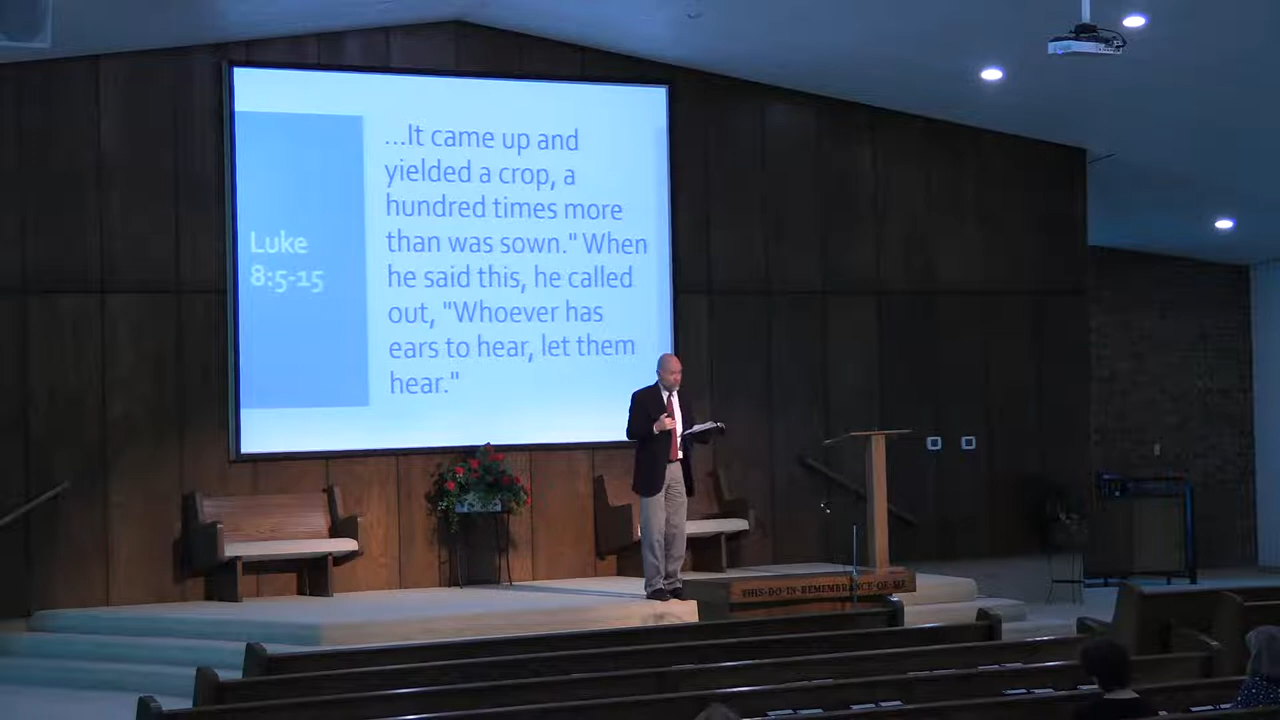 Luke
8:5-15
...It came up and
yielded a crop, a
hundred times more
than was sown." When
he said this, he called
out, "Whoever has
ears to hear, let them
hear."
THIS·DO·IN·REMEMBRANCE·OF·ME